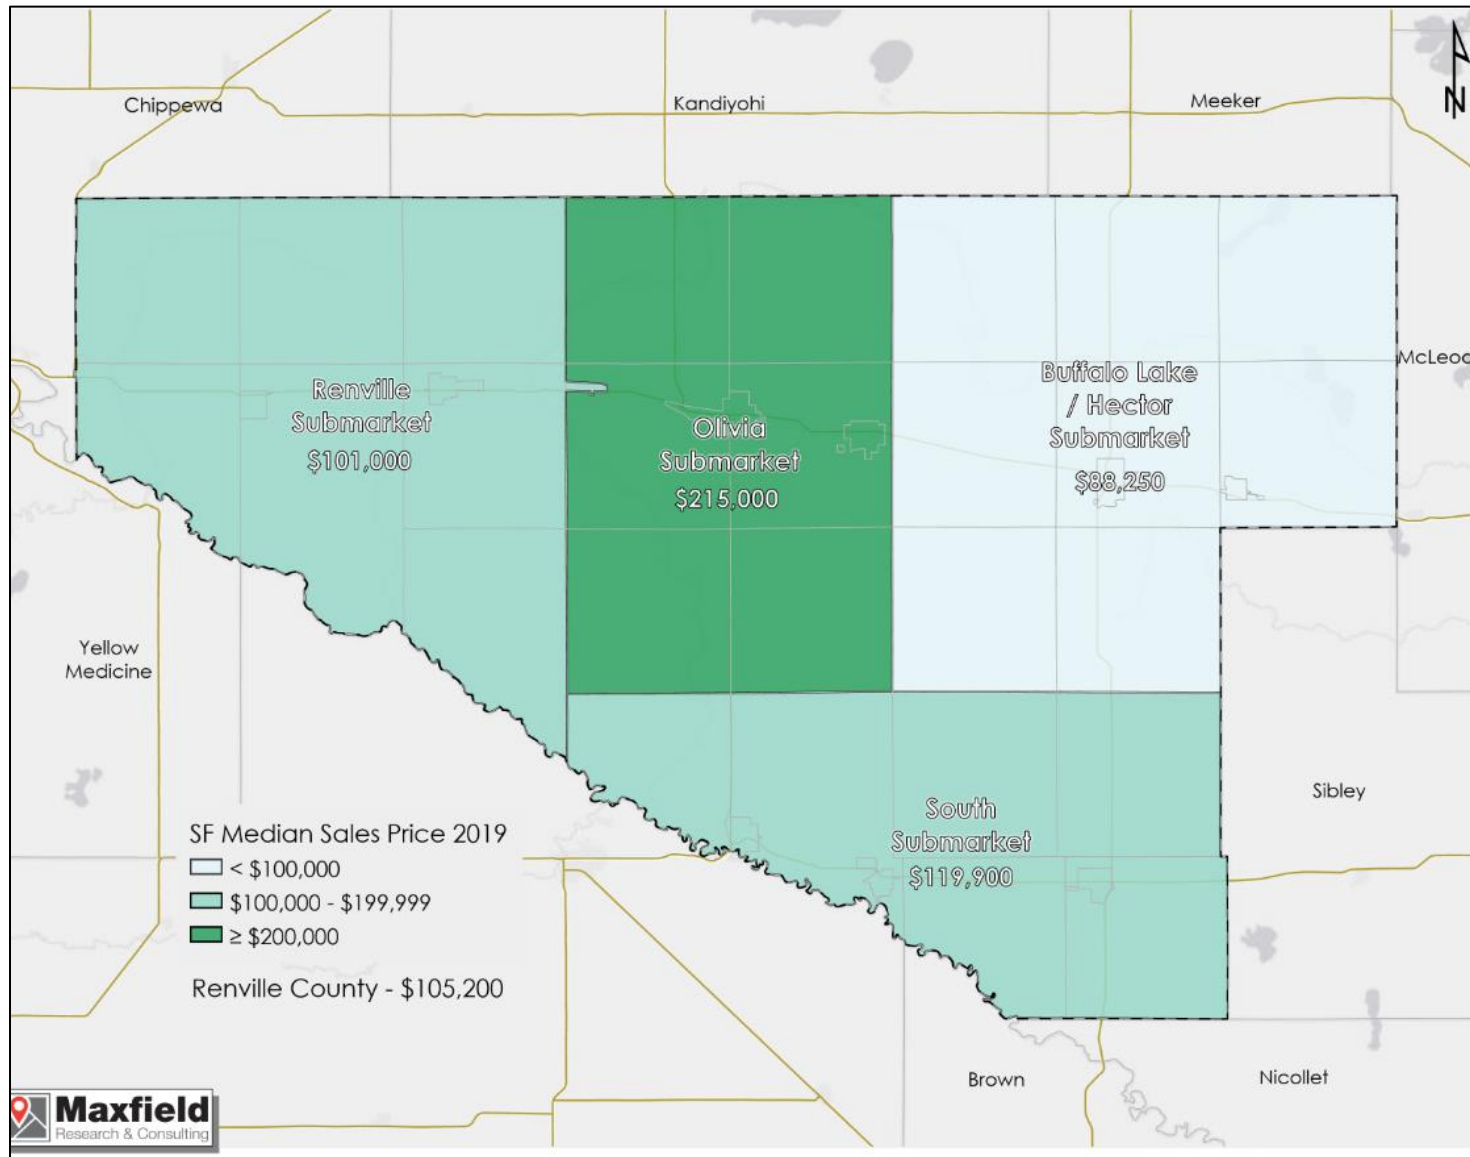 Chippewa
Kandiyohi
Meeker
N
McLeod
Renville
Submarket
$101,000
Olivia
Submarket
$215,000
Buffalo Lake
/ Hector
Submarket
$88,250
Yellow
Medicine
South
Submarket
$119,900
Sibley
SF Median Sales Price 2019
< $100,000
$100,000 - $199,999
≥ $200,000
Renville County - $105,200
Brown
Nicollet
Maxfield
Research & Consulting